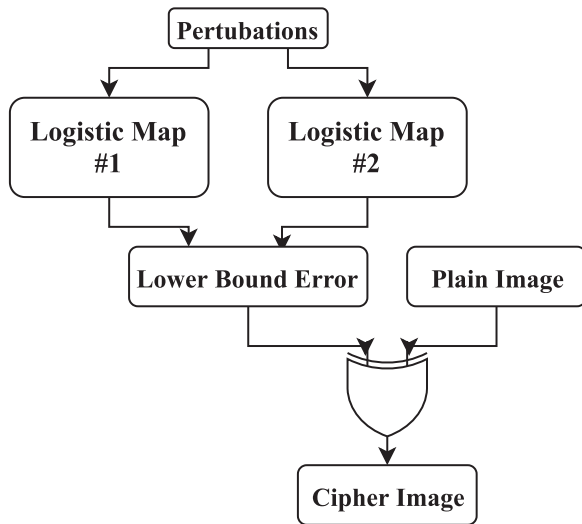 Pertubations
Logistic Map
#1
Logistic Map
#2
Lower Bound Error
Plain Image
Cipher Image